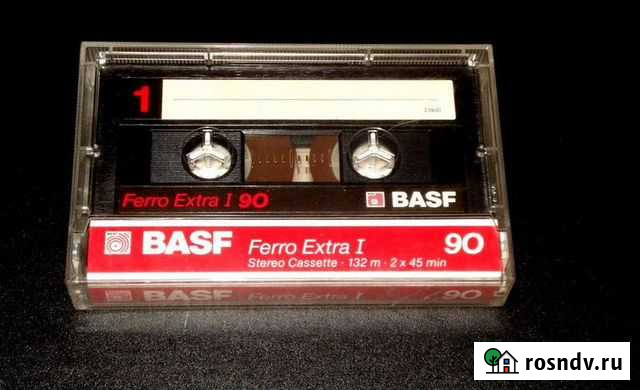 1
Ferro Extra I 90
BASF
BASF Ferro Extra I 90
Stereo Cassette · 132 m · 2 x 45 min
BASF Ferro Extra I 90
rosndv.ru